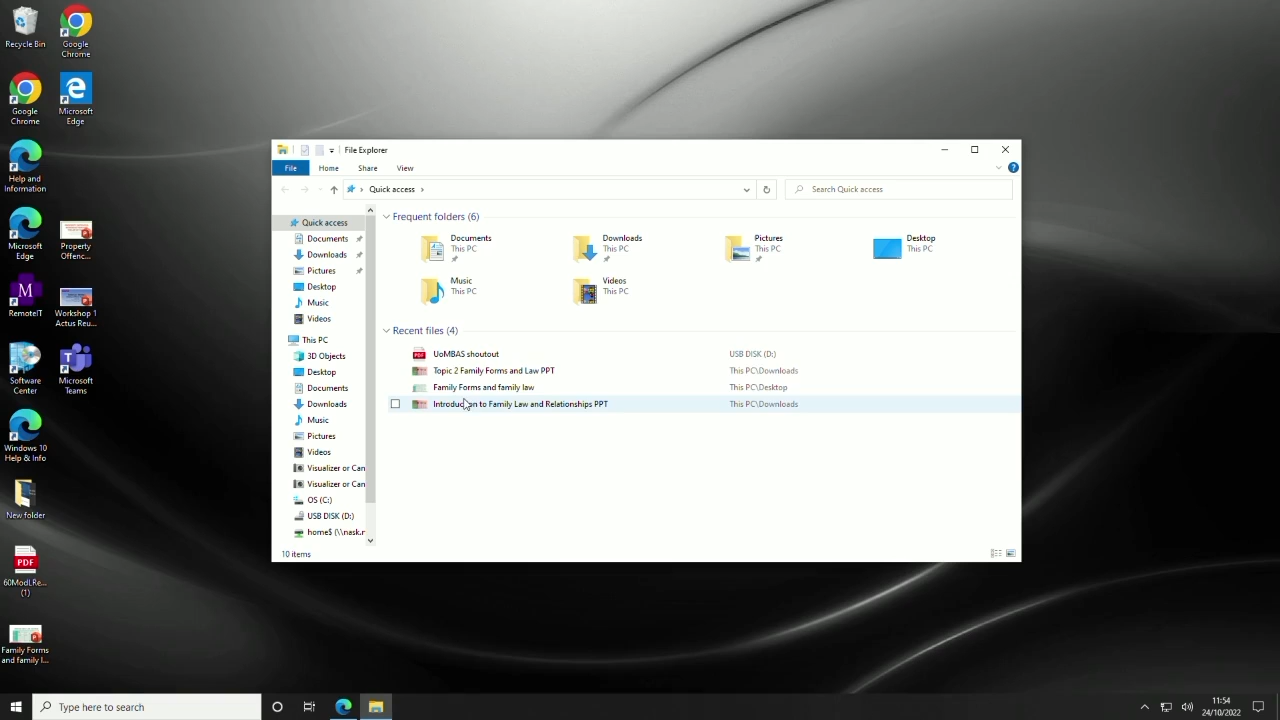 Recycle Bin
Google
Chrome
Google
Chrome
Microsoft
Edge
Help and
Information
Microsoft
Edge
Property
Offenc...
RemoteIT
Workshop 1
Actus Reu...
Software
Center
Microsoft
Teams
Windows 10
Help & Info
New folder
PDF
60ModLRe...
(1)
Family Forms
and family l...
File Explorer
File
Home
Share
View
Quick access
Search Quick access
Quick access
Documents
Downloads
Pictures
Desktop
Music
Videos
This PC
3D Objects
Desktop
Documents
Downloads
Music
Pictures
Videos
Visualizer or Can
Visualizer or Can
OS (C:)
USB DISK (D:)
home$ (\\nask.r
Frequent folders (6)
Documents
This PC
Downloads
This PC
Pictures
This PC
Desktop
This PC
Music
This PC
Videos
This PC
Recent files (4)
PDF
UoMBAS shoutout
USB DISK (D:)
Topic 2 Family Forms and Law PPT
This PC\Downloads
Family Forms and family law
This PC\Desktop
Introduction to Family Law and Relationships PPT
This PC\Downloads
10 items
Type here to search
11:54
24/10/2022